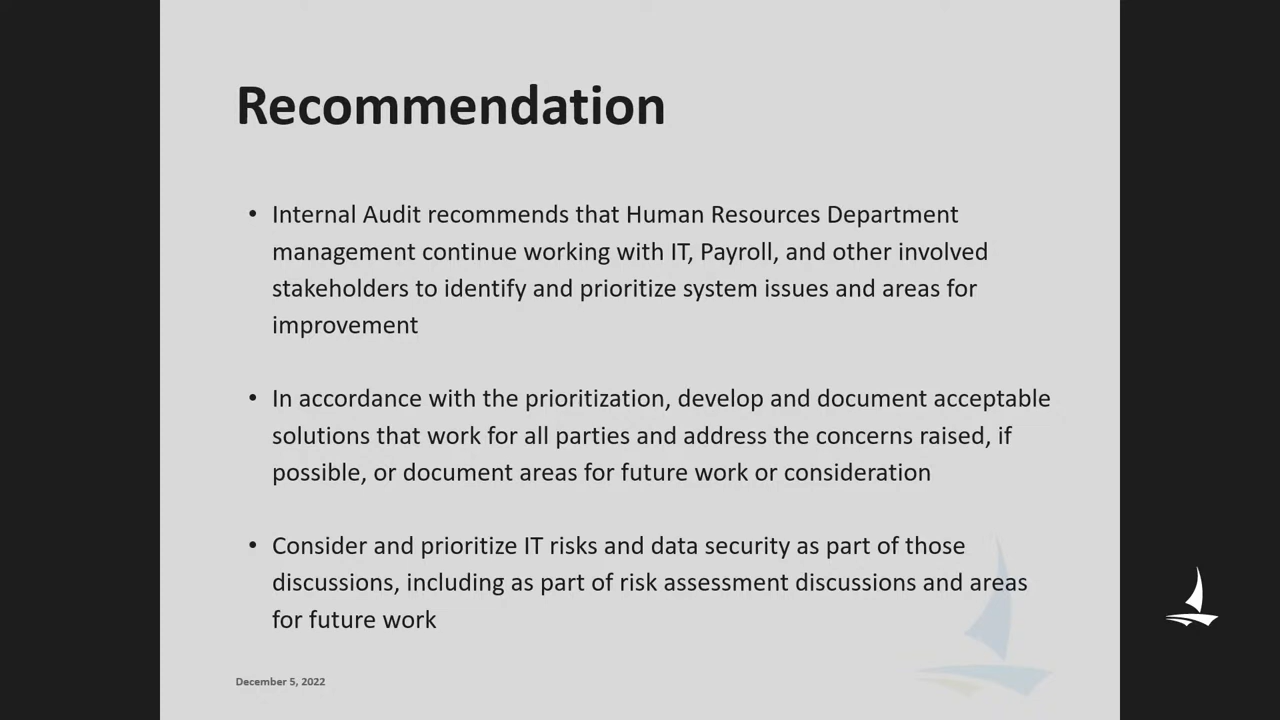 Recommendation
• Internal Audit recommends that Human Resources Department
management continue working with IT, Payroll, and other involved
stakeholders to identify and prioritize system issues and areas for
improvement
• In accordance with the prioritization, develop and document acceptable
solutions that work for all parties and address the concerns raised, if
possible, or document areas for future work or consideration
• Consider and prioritize IT risks and data security as part of those
discussions, including as part of risk assessment discussions and areas
for future work
December 5, 2022